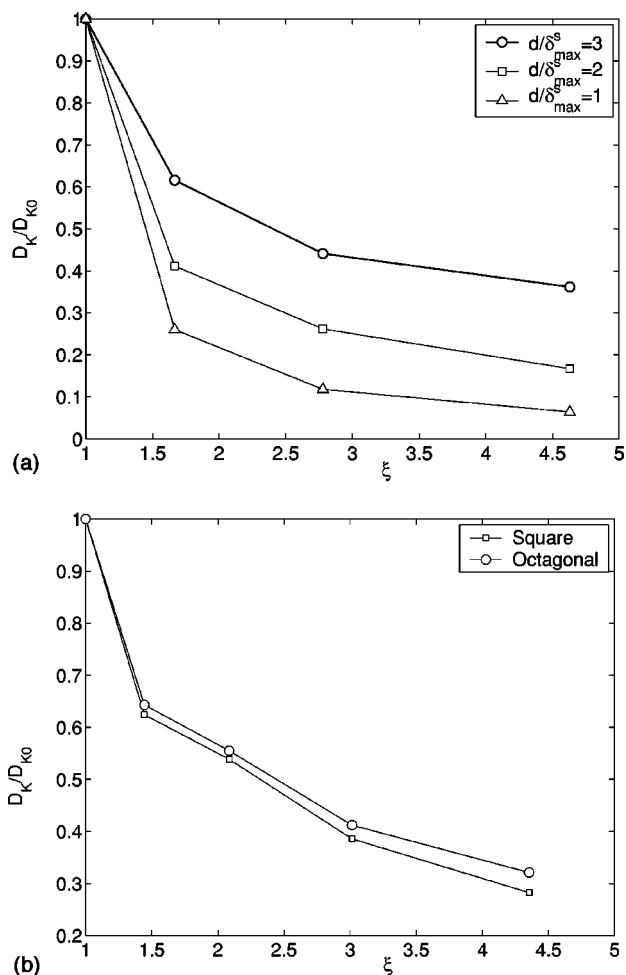 1
0.9
0.8
0.7
0.6
0.5
0.4
0.3
0.2
0.1
0
D_K/D_K0
d/δ^s_max=3
d/δ^s_max=2
d/δ^s_max=1
1 1.5 2 2.5 3 3.5 4 4.5 5
ξ
(a)
1
0.9
0.8
0.7
0.6
0.5
0.4
0.3
0.2
D_K/D_K0
Square
Octagonal
1 1.5 2 2.5 3 3.5 4 4.5 5
ξ
(b)